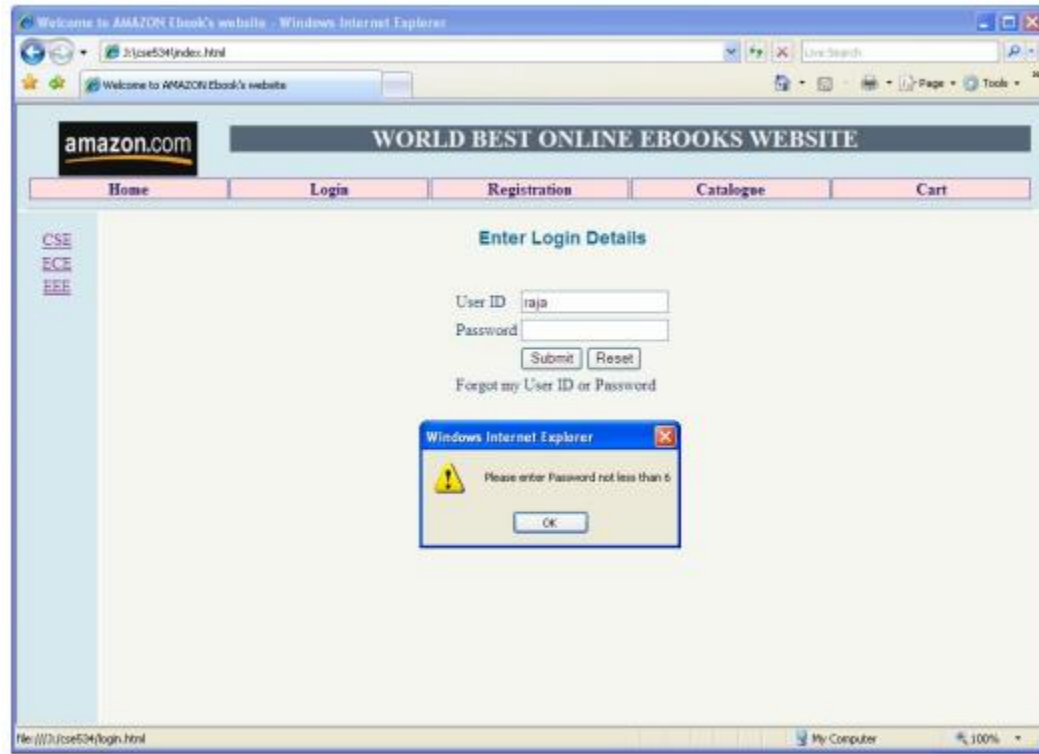 Welcome to AMAZON Ebook's website - Windows Internet Explorer
J:\cse534\index.html
Live Search
Welcome to AMAZON Ebook's website
Page
Tools
amazon.com
WORLD BEST ONLINE EBOOKS WEBSITE
Home Login Registration Catalogue Cart
CSE
ECE
EEE
Enter Login Details
User ID raja
Password
Submit Reset
Forgot my User ID or Password
Windows Internet Explorer
Please enter Password not less than 6
OK
file:///J:/cse534/login.html
My Computer
100%